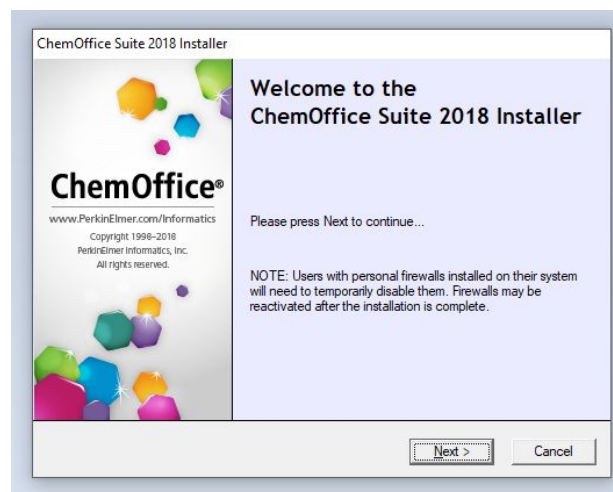 ChemOffice Suite 2018 Installer
ChemOffice®
www.PerkinElmer.com/Informatics
Copyright 1998–2018
PerkinElmer Informatics, Inc.
All rights reserved.
Welcome to the
ChemOffice Suite 2018 Installer
Please press Next to continue...
NOTE: Users with personal firewalls installed on their system
will need to temporarily disable them. Firewalls may be
reactivated after the installation is complete.
Next >
Cancel